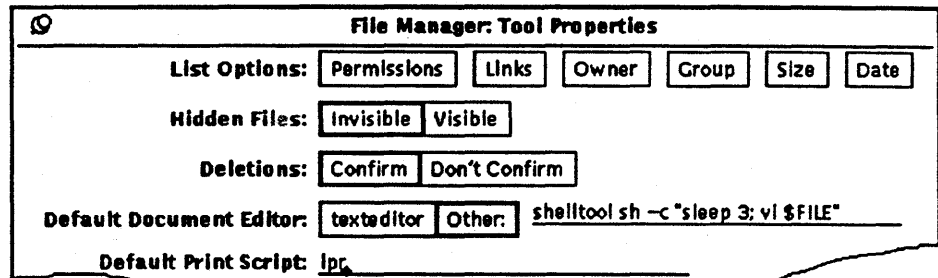 File Manager: Tool Properties
List Options: Permissions Links Owner Group Size Date
Hidden Files: Invisible Visible
Deletions: Confirm Don't Confirm
Default Document Editor: texteditor Other: shelltool sh -c "sleep 3; vi $FILE"
Default Print Script: lpr